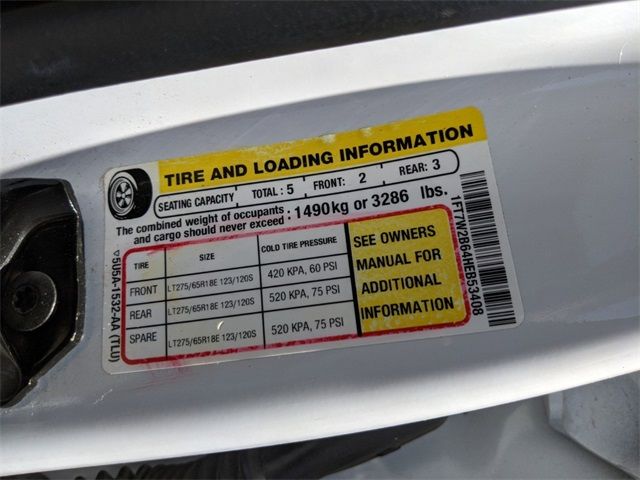 TIRE AND LOADING INFORMATION
SEATING CAPACITY TOTAL : 5 FRONT: 2 REAR: 3
The combined weight of occupants and cargo should never exceed : 1490kg or 3286 lbs.
TIRE SIZE COLD TIRE PRESSURE
FRONT LT275/65R18E 123/120S 420 KPA, 60 PSI
REAR LT275/65R18E 123/120S 520 KPA, 75 PSI
SPARE LT275/65R18E 123/120S 520 KPA, 75 PSI
SEE OWNERS
MANUAL FOR
ADDITIONAL
INFORMATION
5U5A-1532-AA (TLU)